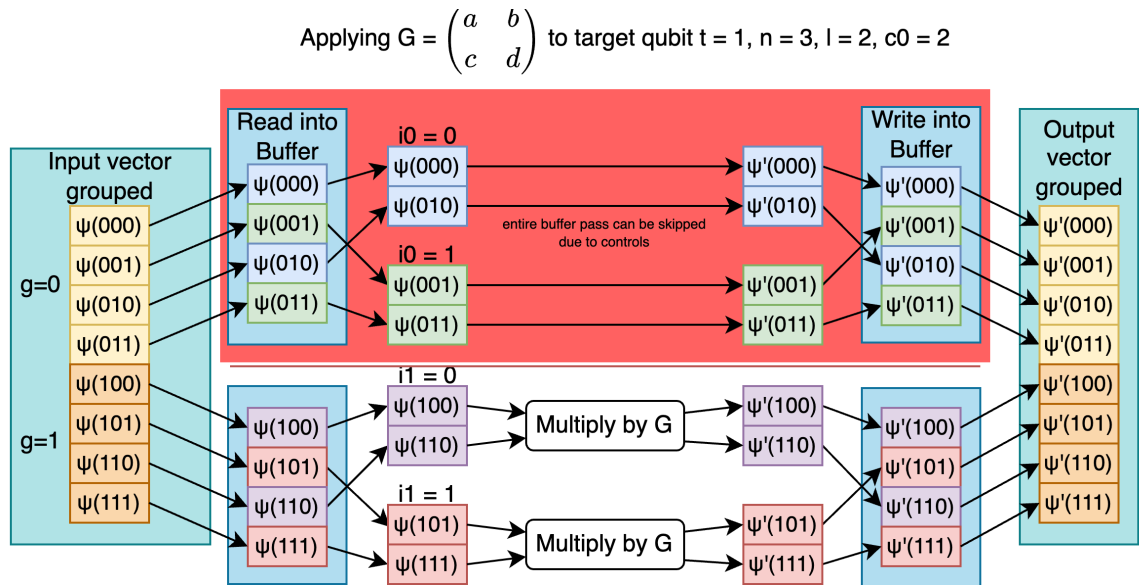 Applying G = (a b
c d) to target qubit t = 1, n = 3, l = 2, c0 = 2
Input vector
grouped
g=0
ψ(000)
ψ(001)
ψ(010)
ψ(011)
g=1
ψ(100)
ψ(101)
ψ(110)
ψ(111)
Read into
Buffer
ψ(000)
ψ(001)
ψ(010)
ψ(011)
i0 = 0
ψ(000)
ψ(010)
i0 = 1
ψ(001)
ψ(011)
entire buffer pass can be skipped
due to controls
ψ'(000)
ψ'(010)
ψ'(001)
ψ'(011)
Write into
Buffer
ψ'(000)
ψ'(001)
ψ'(010)
ψ'(011)
ψ(100)
ψ(101)
ψ(110)
ψ(111)
i1 = 0
ψ(100)
ψ(110)
i1 = 1
ψ(101)
ψ(111)
Multiply by G
Multiply by G
ψ'(100)
ψ'(110)
ψ'(101)
ψ'(111)
ψ'(100)
ψ'(101)
ψ'(110)
ψ'(111)
Output
vector
grouped
ψ'(000)
ψ'(001)
ψ'(010)
ψ'(011)
ψ'(100)
ψ'(101)
ψ'(110)
ψ'(111)